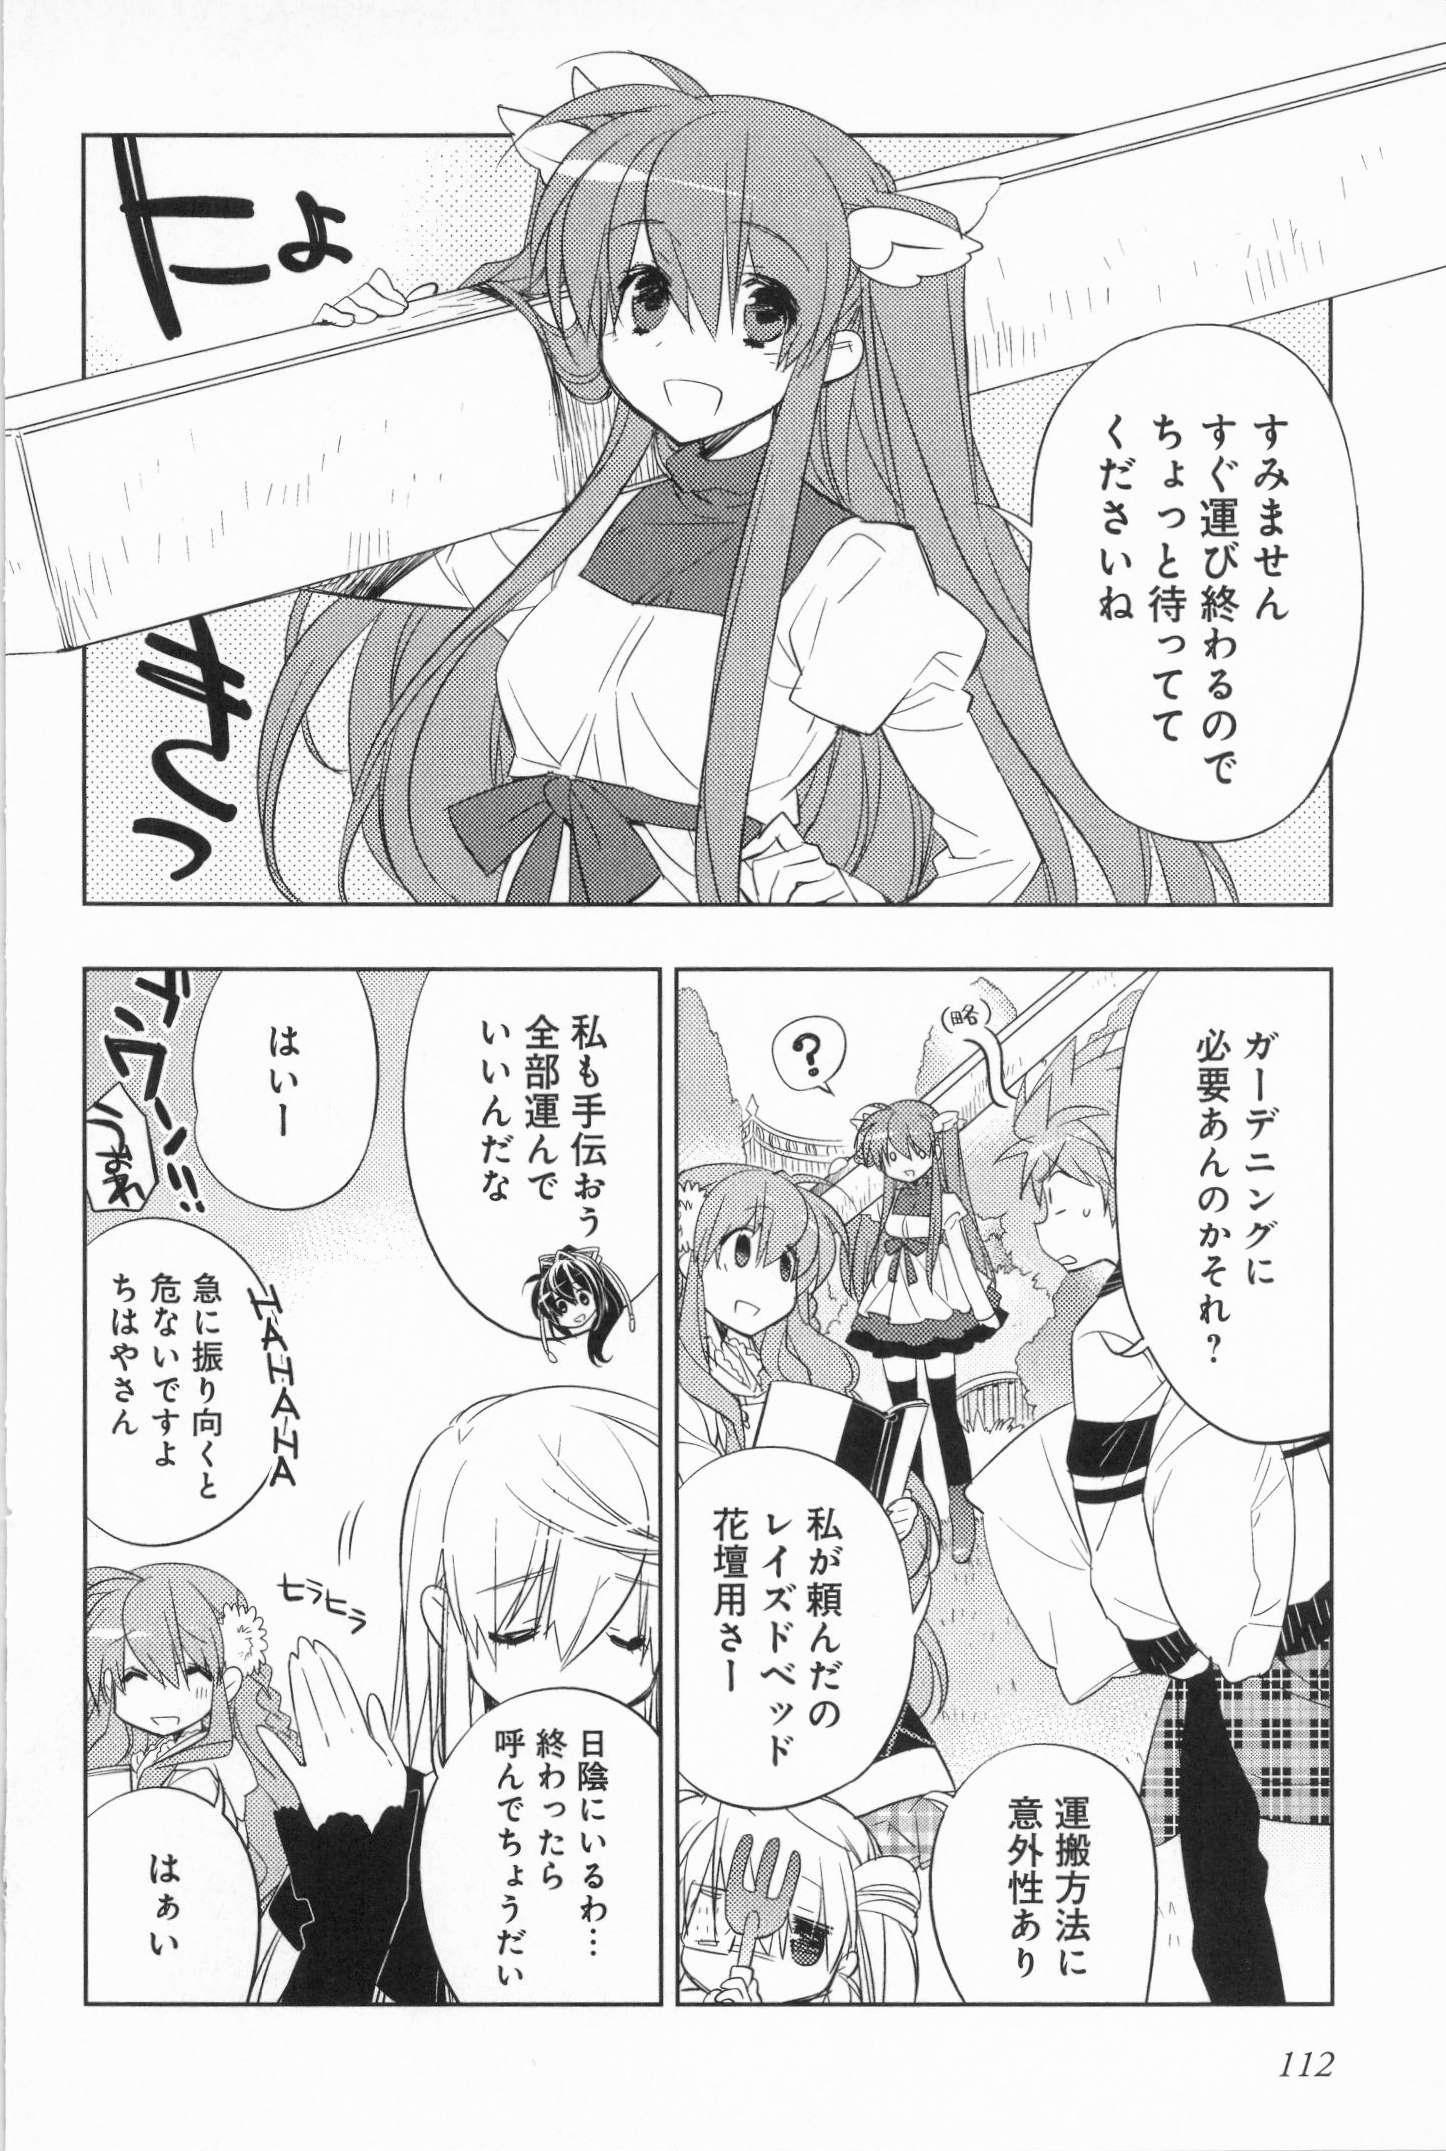 にょ
きっ
すみません
すぐ運び終わるので
ちょっと待ってて
くださいね
ガーデニングに
必要あんのかそれ？
(略)
？
私が頼んだの
レイズドベッド
花壇用さー
運搬方法に
意外性あり
私も手伝おう
全部運んで
いいんだな
はいー
うおれ
急に振り向くと
危ないですよ
ちはやさん
ZAHAHA
ヒラヒラ
日陰にいるわ…
終わったら
呼んでちょうだい
はぁい
112